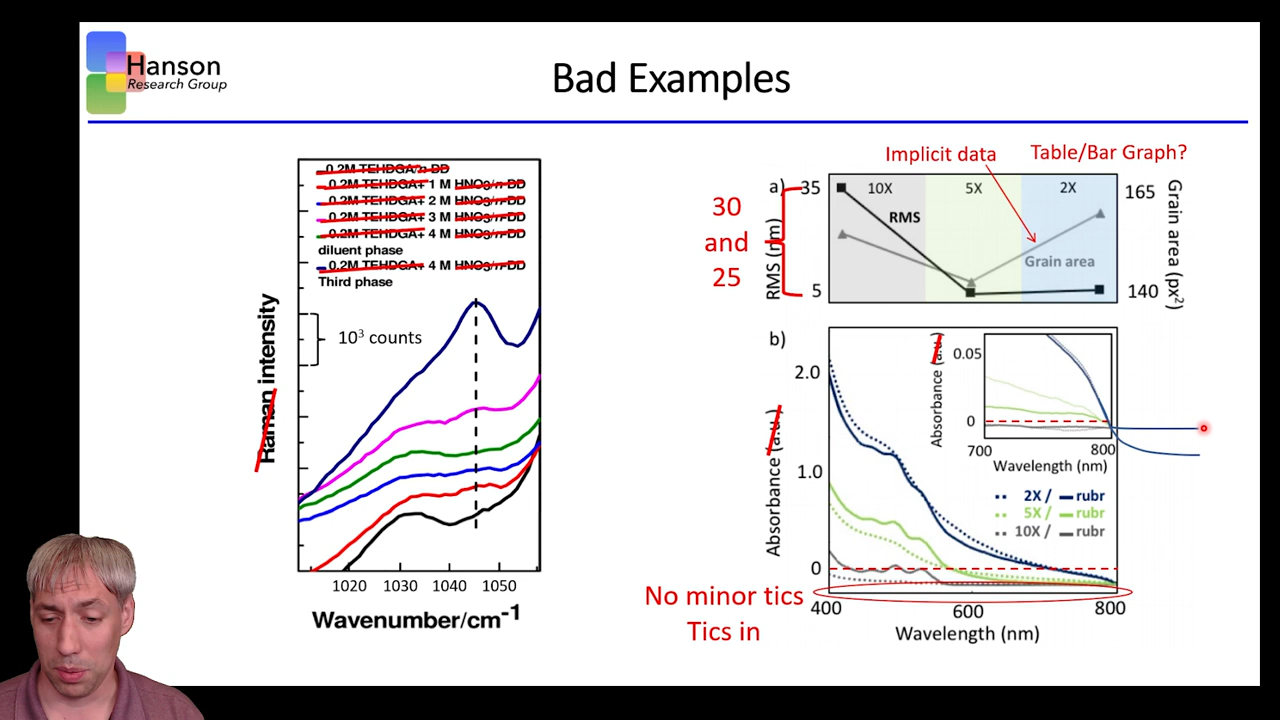 Hanson
Research Group
Bad Examples
0.2M TEHDGA/n-DD
0.2M TEHDGA+ 1 M HNO3/n-DD
0.2M TEHDGA+ 2 M HNO3/n-DD
0.2M TEHDGA+ 3 M HNO3/n-DD
0.2M TEHDGA+ 4 M HNO3/n-DD
diluent phase
0.2M TEHDGA+ 4 M HNO3/n-DD
Third phase
10³ counts
Raman intensity
1020 1030 1040 1050
Wavenumber/cm⁻¹
Implicit data
Table/Bar Graph?
30
and
25
a)
35
5
RMS (nm)
10X
5X
2X
RMS
Grain area
165
140
Grain area (px²)
b)
2.0
1.0
0
Absorbance (a.u.)
0.05
0
Absorbance (a.u.)
700
800
Wavelength (nm)
2X / rubr
5X / rubr
10X / rubr
No minor tics
Tics in
400
600
800
Wavelength (nm)